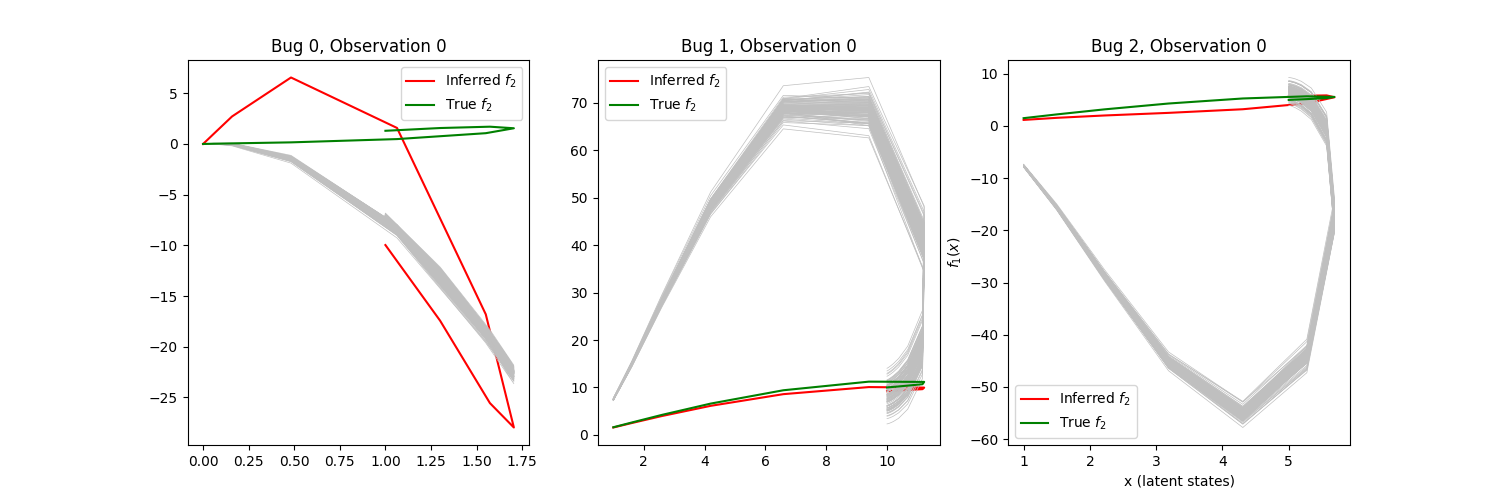 Bug 0, Observation 0
Inferred f₂
True f₂
5
0
−5
−10
−15
−20
−25
0.00 0.25 0.50 0.75 1.00 1.25 1.50 1.75
Bug 1, Observation 0
Inferred f₂
True f₂
70
60
50
40
30
20
10
0
2 4 6 8 10
Bug 2, Observation 0
f₁(x)
10
0
−10
−20
−30
−40
−50
−60
Inferred f₂
True f₂
1 2 3 4 5
x (latent states)